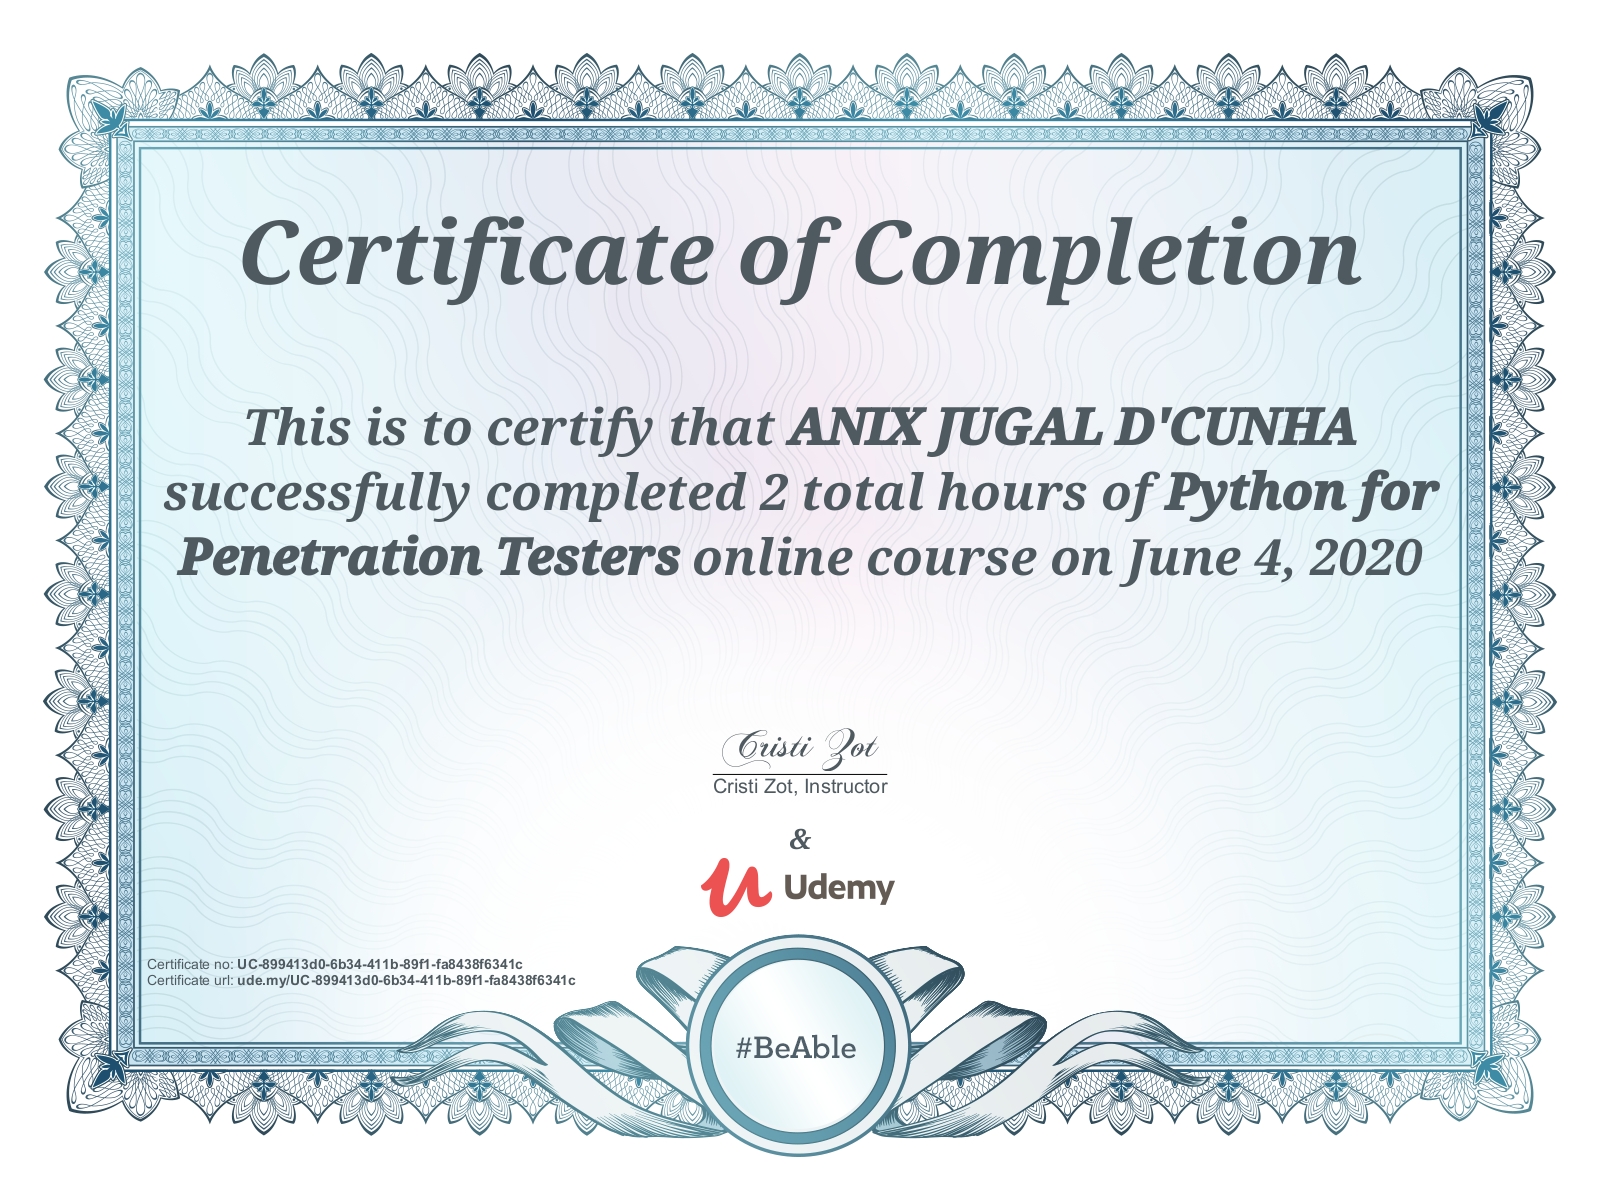 Certificate of Completion
This is to certify that ANIX JUGAL D'CUNHA
successfully completed 2 total hours of Python for
Penetration Testers online course on June 4, 2020
Cristi Zot
Cristi Zot, Instructor
&
Udemy
Certificate no: UC-899413d0-6b34-411b-89f1-fa8438f6341c
Certificate url: ude.my/UC-899413d0-6b34-411b-89f1-fa8438f6341c
#BeAble